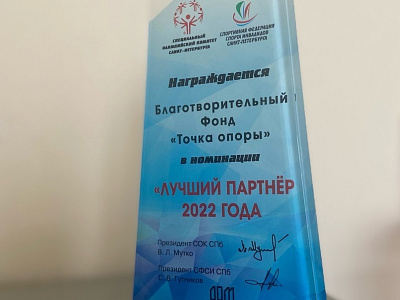 СПЕЦИАЛЬНЫЙ
ОЛИМПИЙСКИЙ КОМИТЕТ
САНКТ-ПЕТЕРБУРГА
СПОРТИВНАЯ ФЕДЕРАЦИЯ
СПОРТА ИНВАЛИДОВ
САНКТ-ПЕТЕРБУРГА
Награждается
Благотворительный
Фонд
«Точка опоры»
в номинации
«ЛУЧШИЙ ПАРТНЁР
2022 ГОДА
Президент СОК СПб
В. Л. Мутко
Президент СФСИ СПб